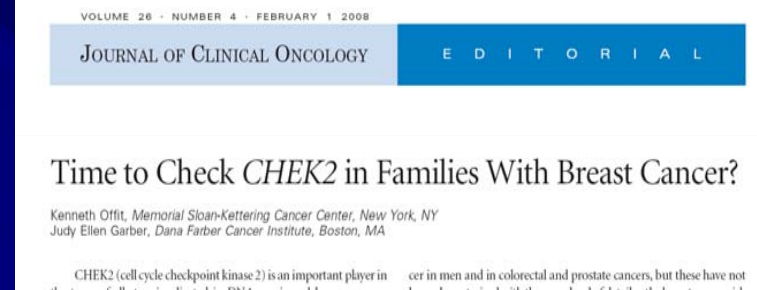 VOLUME 26 · NUMBER 4 · FEBRUARY 1 2008
JOURNAL OF CLINICAL ONCOLOGY
EDITORIAL
Time to Check CHEK2 in Families With Breast Cancer?
Kenneth Offit, Memorial Sloan-Kettering Cancer Center, New York, NY
Judy Ellen Garber, Dana Farber Cancer Institute, Boston, MA
CHEK2 (cell cycle checkpoint kinase 2) is an important player in
cer in men and in colorectal and prostate cancers, but these have not